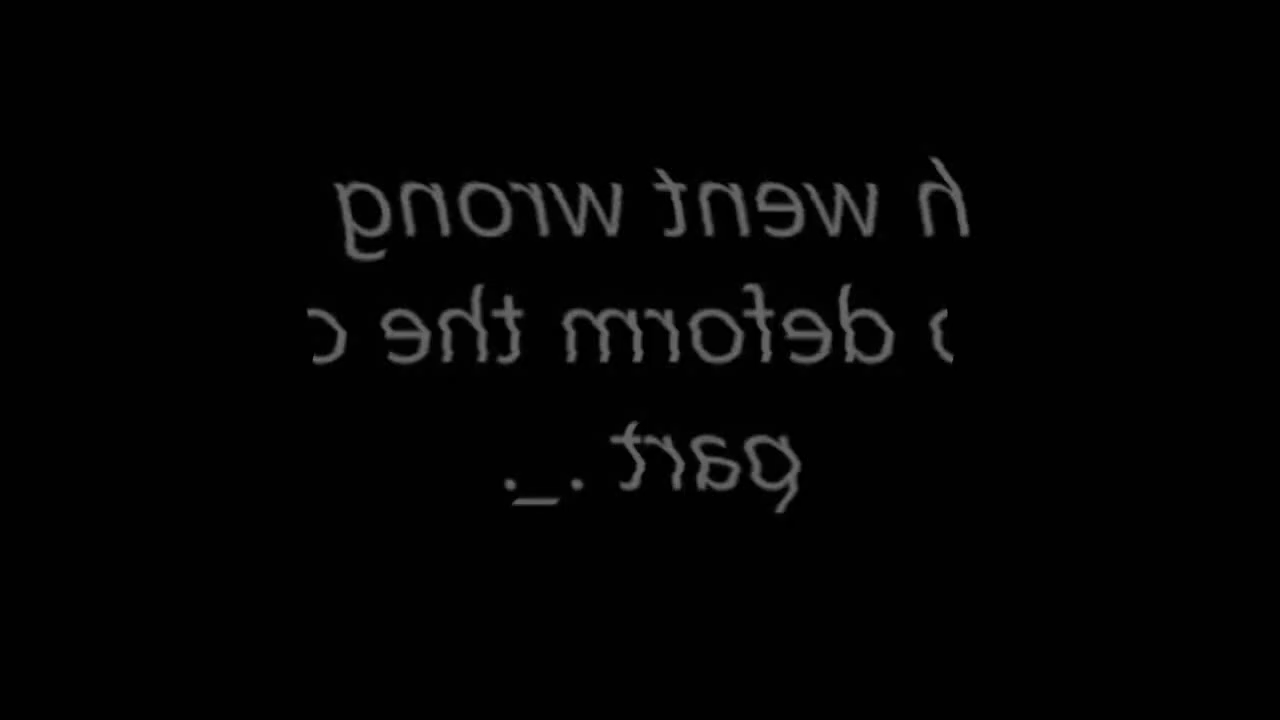 h went wrong
deform the
part ._.